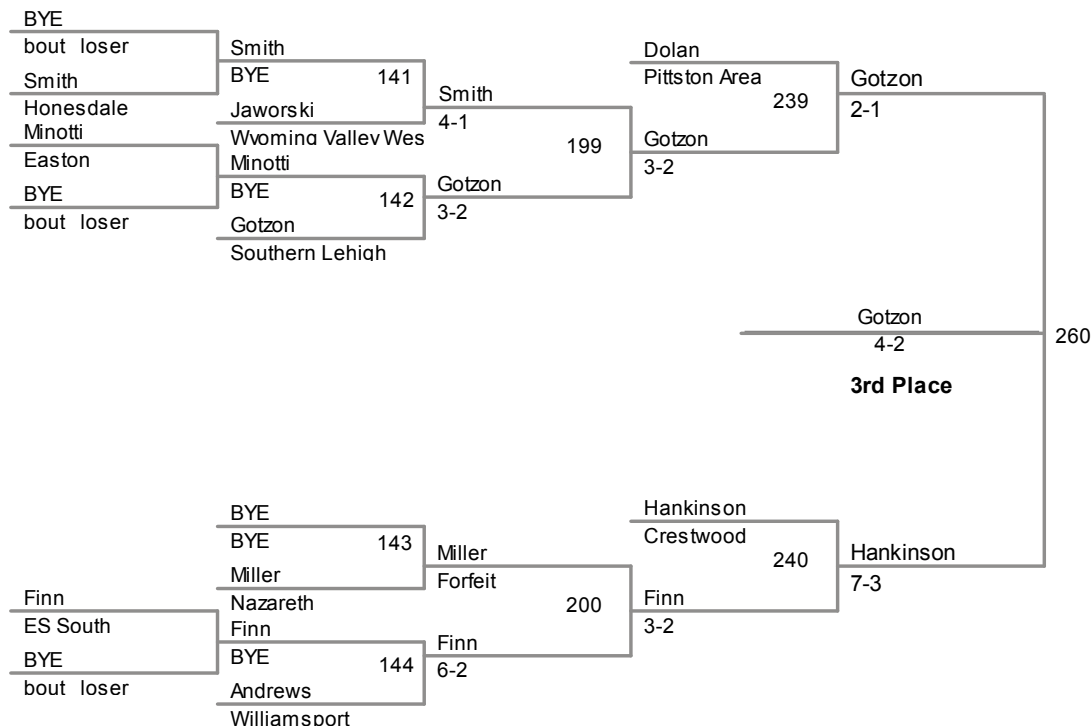 BYE
bout loser
Smith
Honesdale
Minotti
Easton
BYE
bout loser
Smith
BYE
141
Jaworski
Wyoming Valley Wes
Minotti
BYE
142
Gotzon
Southern Lehigh
Smith
4-1
199
Gotzon
3-2
Dolan
Pittston Area
239
Gotzon
3-2
Gotzon
2-1
Gotzon
4-2
260
3rd Place
BYE
BYE
143
Miller
Nazareth
Finn
ES South
BYE
bout loser
Finn
BYE
144
Andrews
Williamsport
Miller
Forfeit
200
Finn
6-2
Hankinson
Crestwood
240
Finn
3-2
Hankinson
7-3